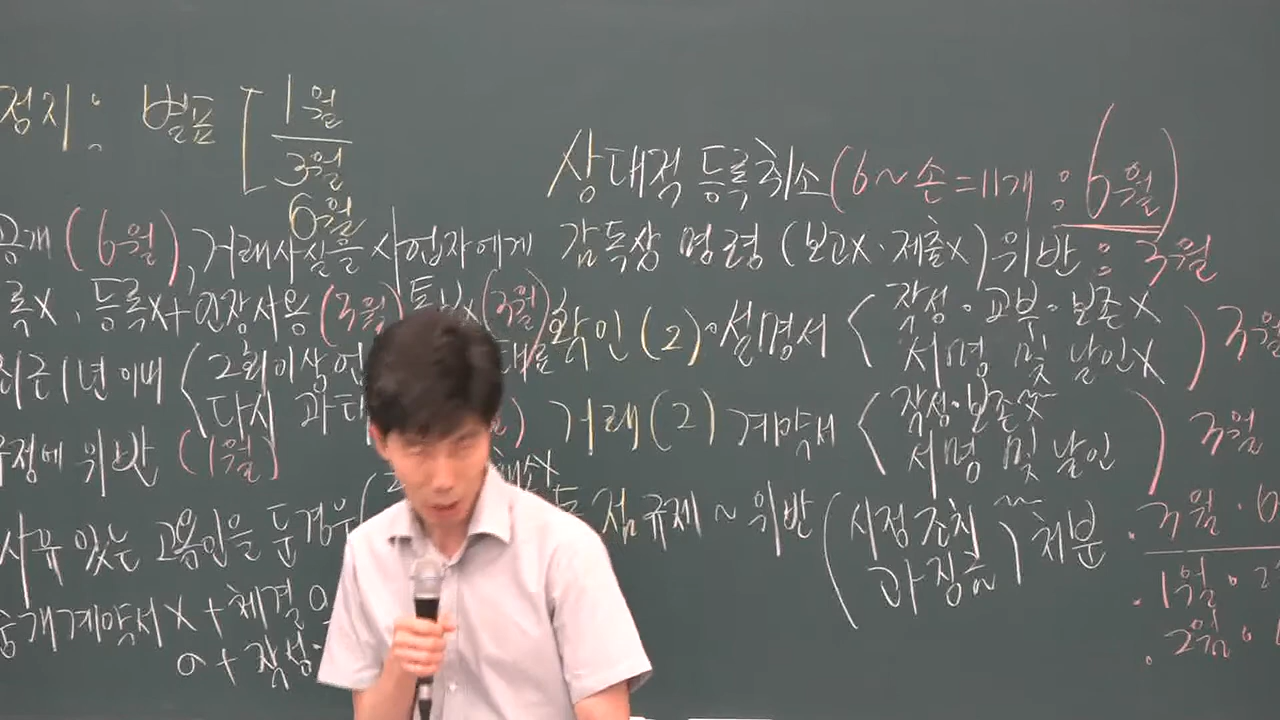 정지 : 별표 [ 1월
3월
6월
공개 (6월), 거래사실을 사업자에게
록X, 등록X+인장사용 (3월) 통보X (3월)
최근 1년 이내 < 2회 이상
다시 과태
위반 (1월)
사유 있는 고용인을 둔 경우
중개계약서 X + 체결 o
o + 작성·
상대적 등록취소 (6~손=11개 : 6월)
감독상 명령 (보고X·제출X) 위반 : 3월
확인 (2)·설명서 < 작성·교부·보존X
서명 및 날인X ) 3월
거래 (2) 계약서 < 작성·보존
서명 및 날인 ) 3월
규제 ~ 위반 ( 시정조치
과징금 ) 처분
· 3월 · 6
· 1월 · 2
· 2월 ·